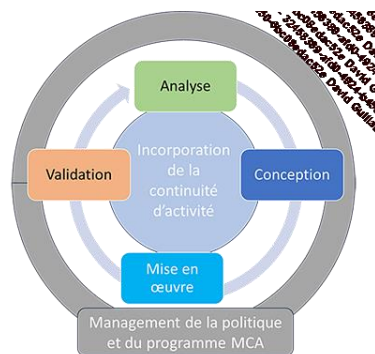 Analyse
Incorporation
de la
continuité
d'activité
Validation
Conception
Mise en
œuvre
Management de la politique
et du programme MCA